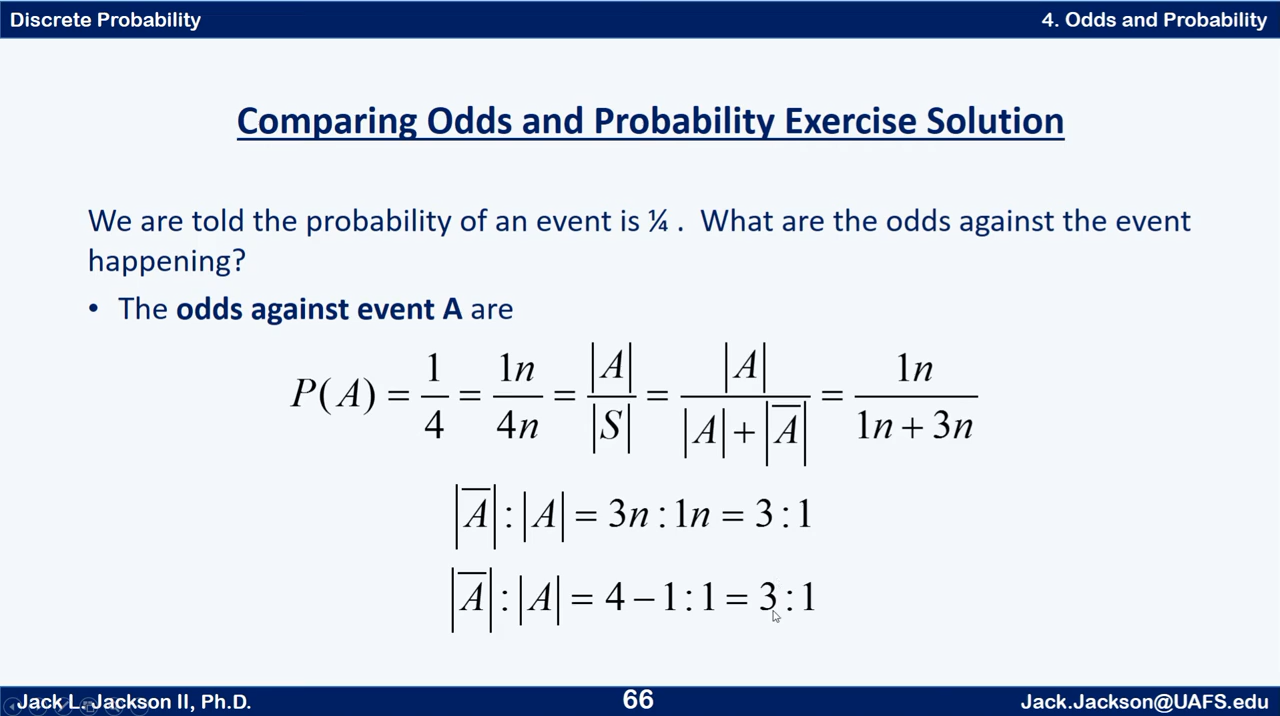 Discrete Probability
4. Odds and Probability
Comparing Odds and Probability Exercise Solution
We are told the probability of an event is ¼ . What are the odds against the event
happening?
• The odds against event A are
P(A) = 1/4 = 1n/4n = |A|/|S| = |A|/(|A| + |A̅|) = 1n/(1n + 3n)
|A̅| : |A| = 3n : 1n = 3 : 1
|A̅| : |A| = 4 − 1 : 1 = 3 : 1
Jack L. Jackson II, Ph.D.
66
Jack.Jackson@UAFS.edu